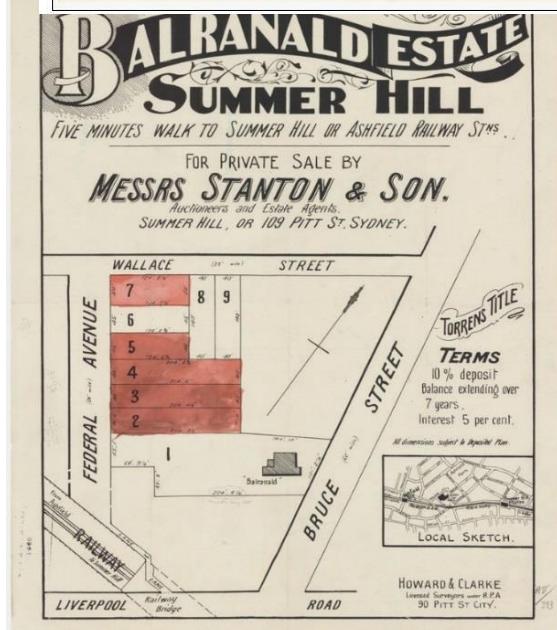 BALRANALD ESTATE
SUMMER HILL
FIVE MINUTES WALK TO SUMMER HILL OR ASHFIELD RAILWAY STNS.
FOR PRIVATE SALE BY
MESSRS STANTON & SON.
Auctioneers and Estate Agents.
SUMMER HILL, OR 109 PITT ST. SYDNEY.
WALLACE STREET
7
8 9
6
5
4
3
2
1
FEDERAL AVENUE
"Balranald"
BRUCE STREET
TORRENS TITLE
TERMS
10% deposit
Balance extending over
7 years.
Interest 5 per cent.
All dimensions subject to Deposited Plan
LOCAL SKETCH.
RAILWAY
LANE
Railway
Bridge
LIVERPOOL ROAD
HOWARD & CLARKE
Licensed Surveyors under R.P.A
90 PITT ST CITY.